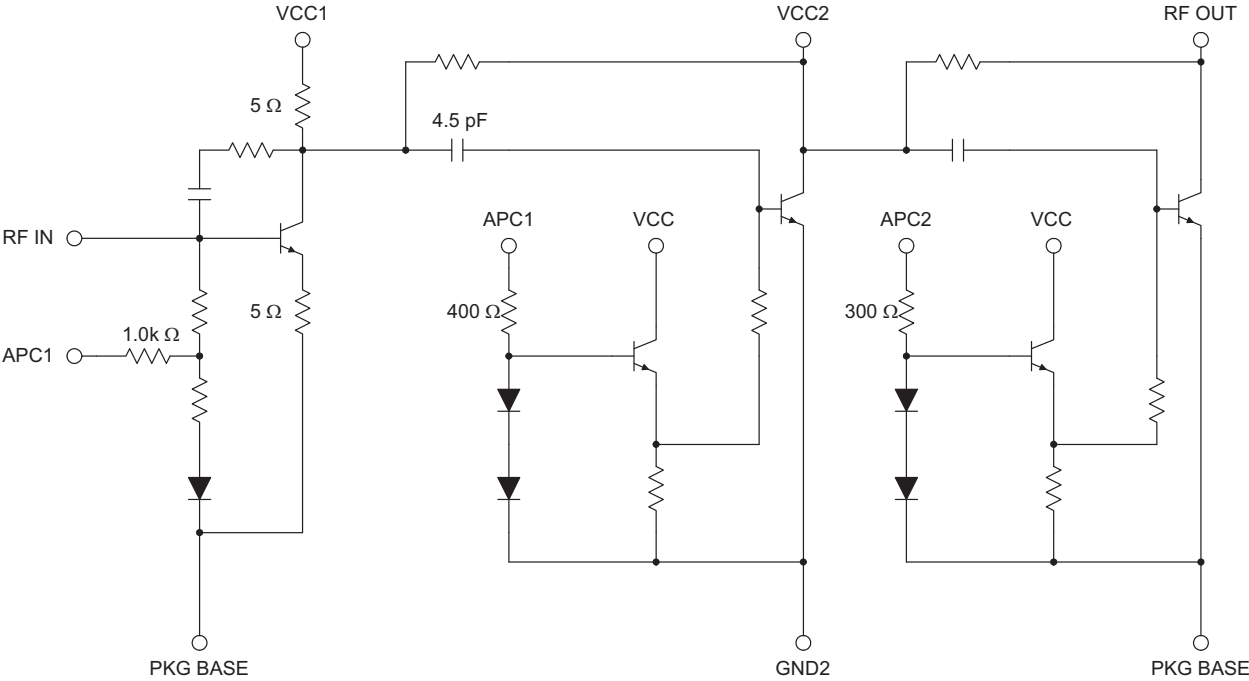 VCC1
VCC2
RF OUT
5 Ω
4.5 pF
RF IN
APC1
VCC
APC2
VCC
5 Ω
400 Ω
300 Ω
1.0k Ω
APC1
PKG BASE
GND2
PKG BASE